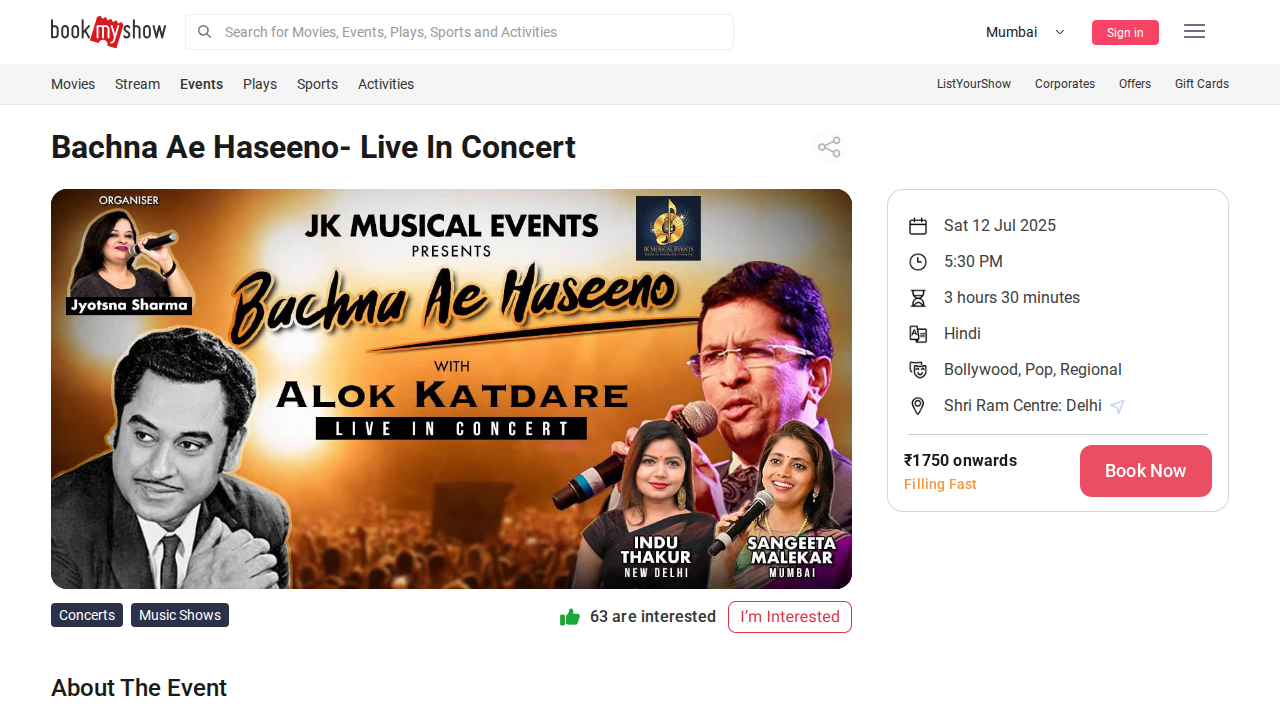 bookmyshow
Search for Movies, Events, Plays, Sports and Activities
Mumbai
Sign in
Movies Stream Events Plays Sports Activities
ListYourShow Corporates Offers Gift Cards
Bachna Ae Haseeno- Live In Concert
ORGANISER
Jyotsna Sharma
JK MUSICAL EVENTS
PRESENTS
JK MUSICAL EVENTS
Bachna Ae Haseeno
WITH
ALOK KATDARE
LIVE IN CONCERT
INDU
THAKUR
NEW DELHI
SANGEETA
MALEKAR
MUMBAI
Sat 12 Jul 2025
5:30 PM
3 hours 30 minutes
Hindi
Bollywood, Pop, Regional
Shri Ram Centre: Delhi
₹1750 onwards
Filling Fast
Book Now
Concerts Music Shows
63 are interested
I'm Interested
About The Event